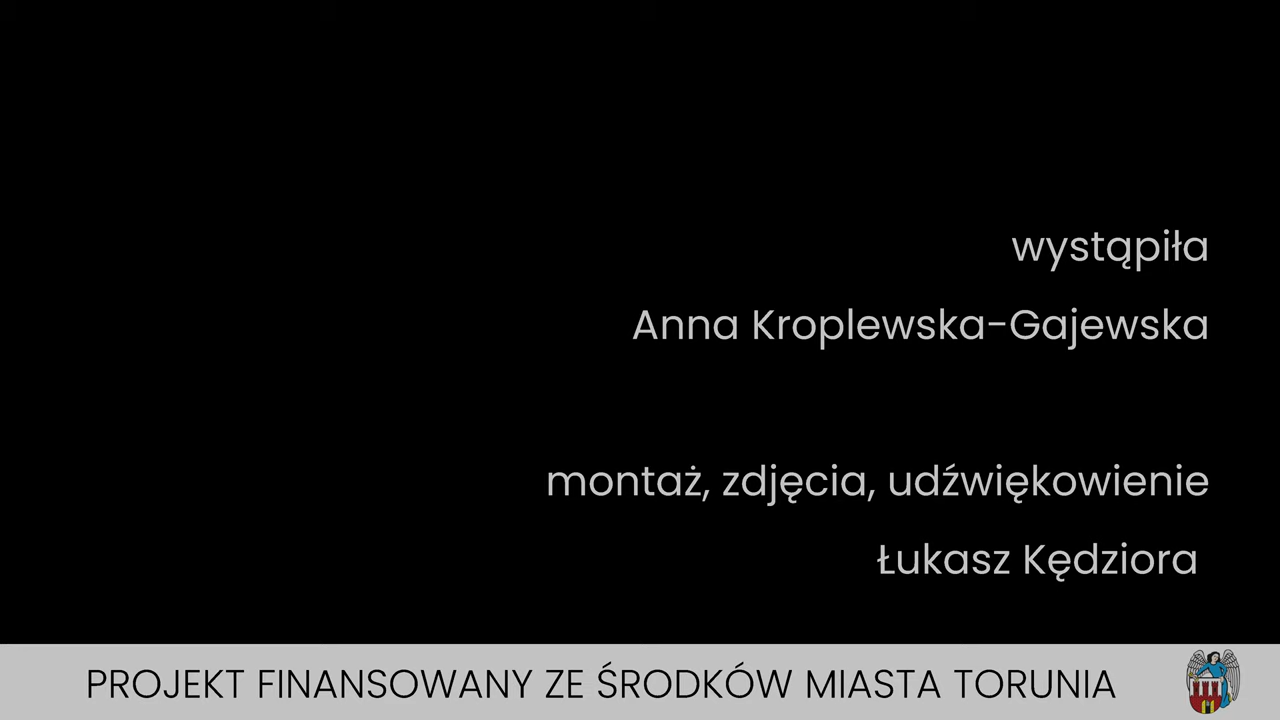 wystąpiła
Anna Kroplewska-Gajewska
montaż, zdjęcia, udźwiękowienie
Łukasz Kędziora
PROJEKT FINANSOWANY ZE ŚRODKÓW MIASTA TORUNIA